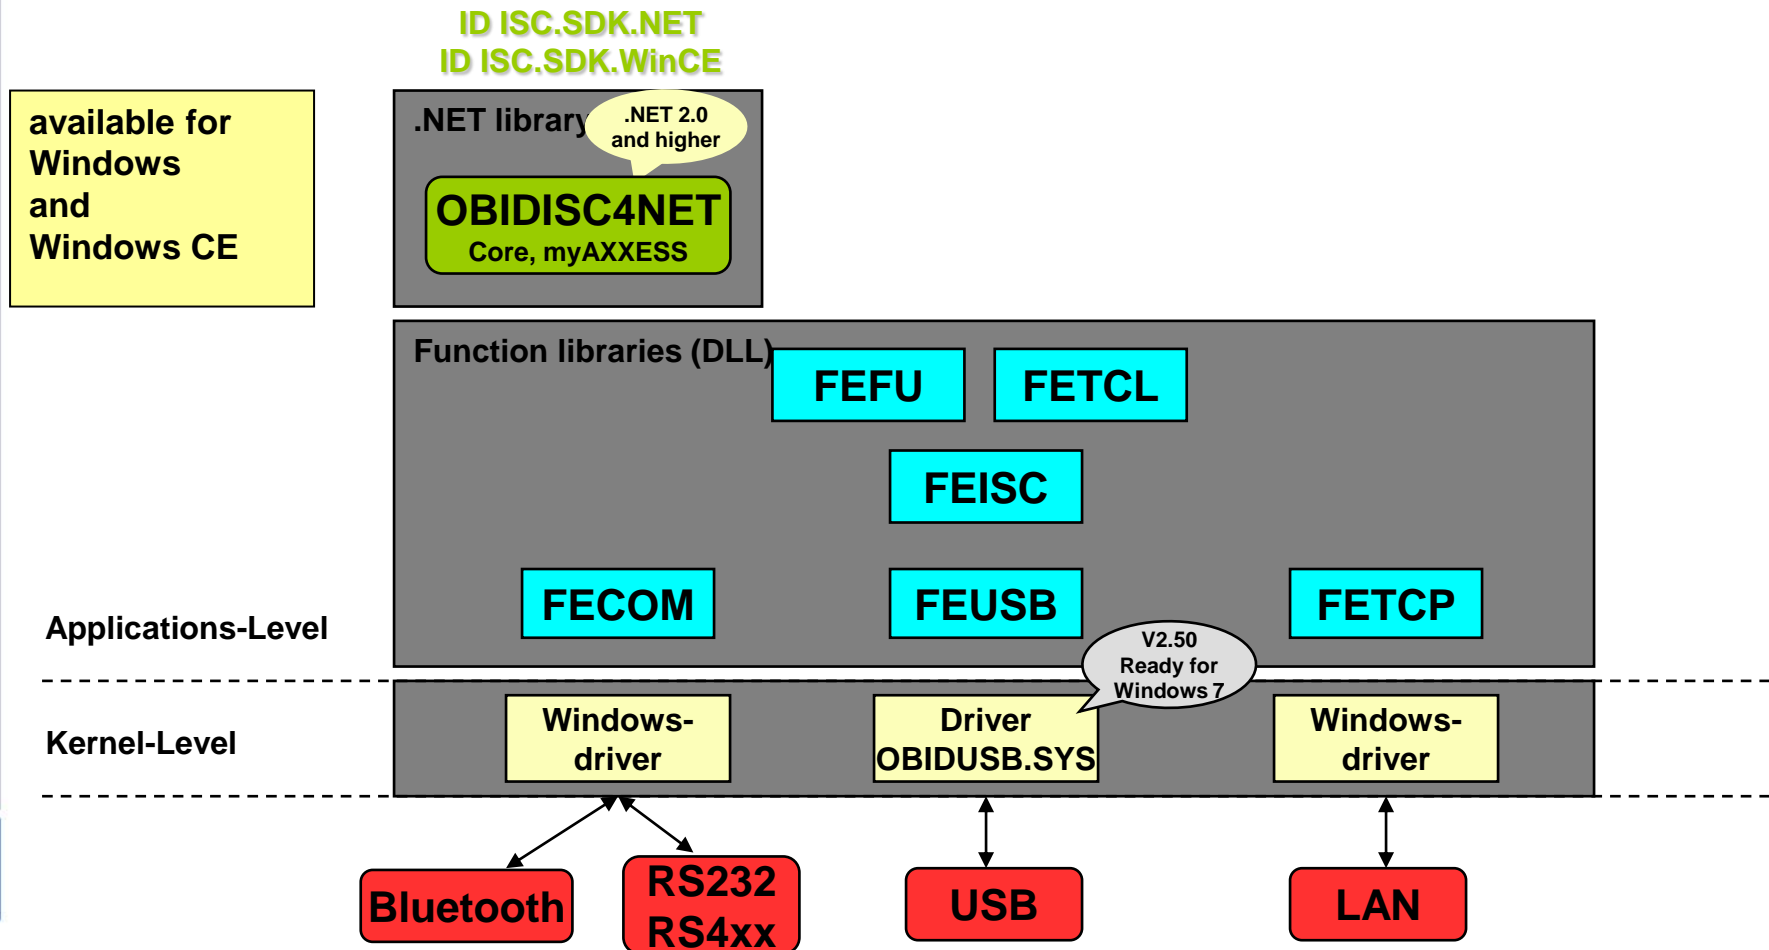 ID ISC.SDK.NET
ID ISC.SDK.WinCE
available for
Windows
and
Windows CE
.NET library
.NET 2.0
and higher
OBIDISC4NET
Core, myAXXESS
Function libraries (DLL)
FEFU
FETCL
FEISC
FECOM
FEUSB
FETCP
Applications-Level
V2.50
Ready for
Windows 7
Kernel-Level
Windows-
driver
Driver
OBIDUSB.SYS
Windows-
driver
Bluetooth
RS232
RS4xx
USB
LAN